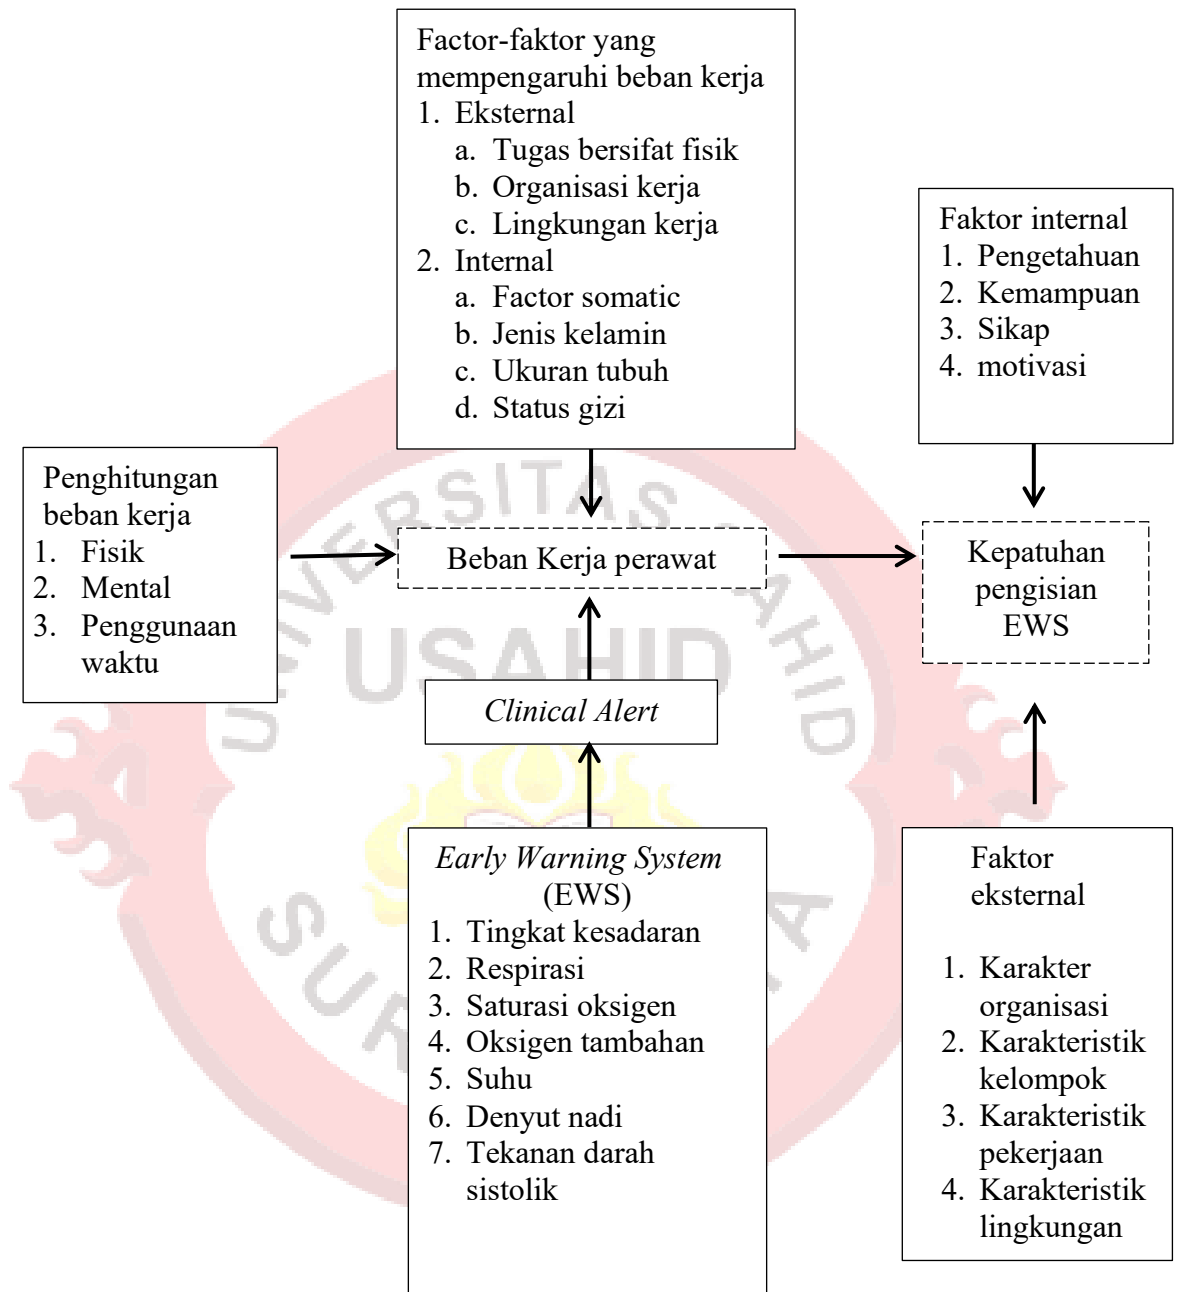 Factor-faktor yang
mempengaruhi beban kerja
1. Eksternal
a. Tugas bersifat fisik
b. Organisasi kerja
c. Lingkungan kerja
2. Internal
a. Factor somatic
b. Jenis kelamin
c. Ukuran tubuh
d. Status gizi
Faktor internal
1. Pengetahuan
2. Kemampuan
3. Sikap
4. motivasi
Penghitungan
beban kerja
1. Fisik
2. Mental
3. Penggunaan
waktu
Beban Kerja perawat
Kepatuhan
pengisian
EWS
Clinical Alert
Early Warning System
(EWS)
1. Tingkat kesadaran
2. Respirasi
3. Saturasi oksigen
4. Oksigen tambahan
5. Suhu
6. Denyut nadi
7. Tekanan darah
sistolik
Faktor
eksternal
1. Karakter
organisasi
2. Karakteristik
kelompok
3. Karakteristik
pekerjaan
4. Karakteristik
lingkungan
USAHID